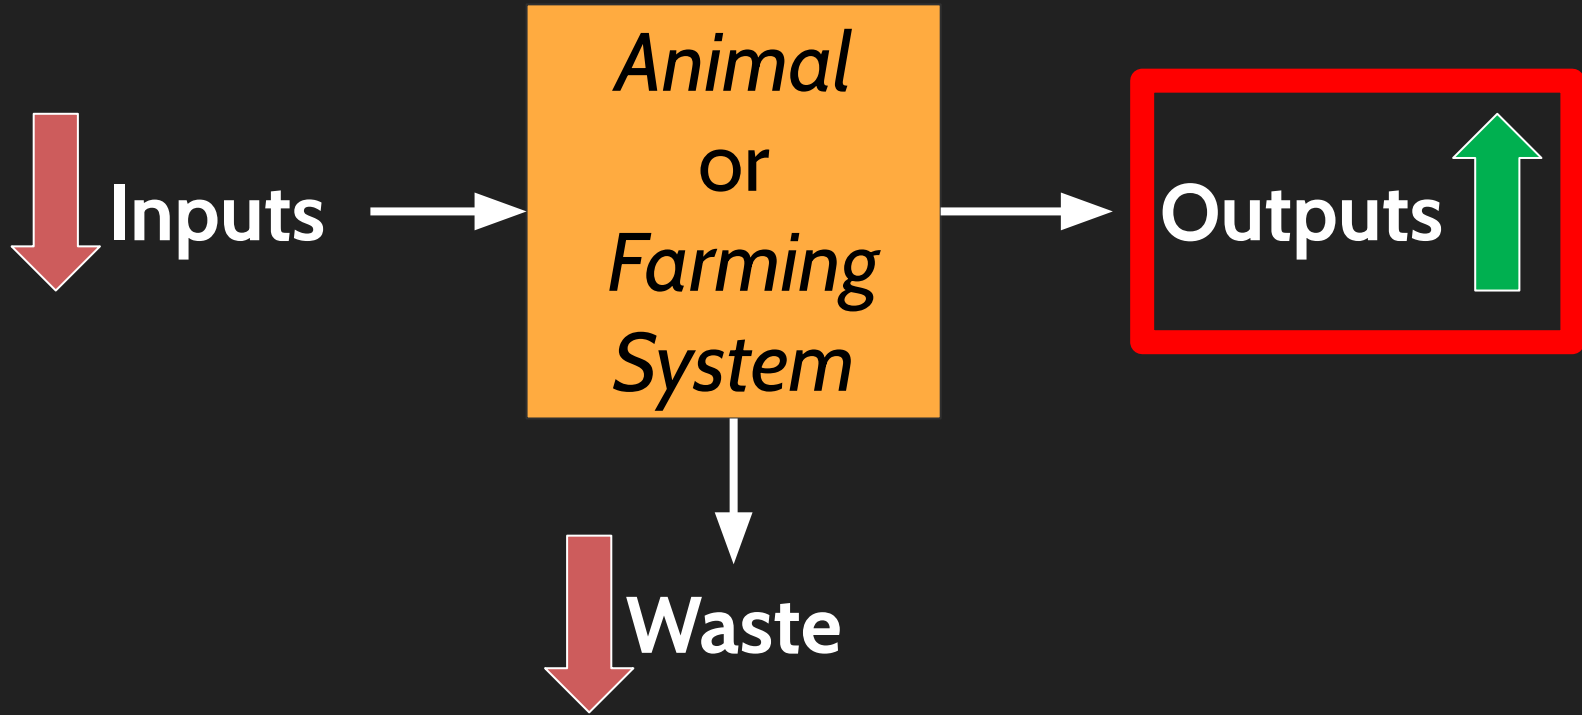 Animal
or
Farming
System
Inputs
Outputs
Waste